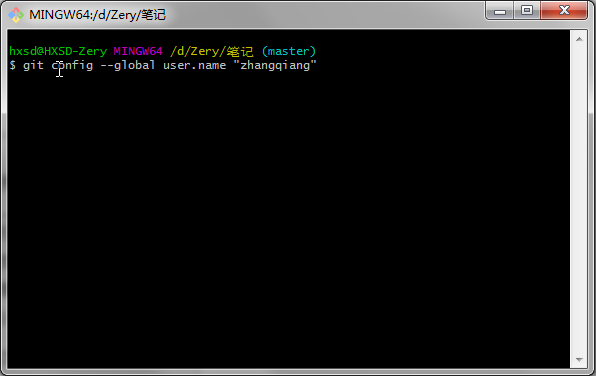 MINGW64:/d/Zery/笔记
hxsd@HXSD-Zery MINGW64 /d/Zery/笔记 (master)
$ git config --global user.name "zhangqiang"